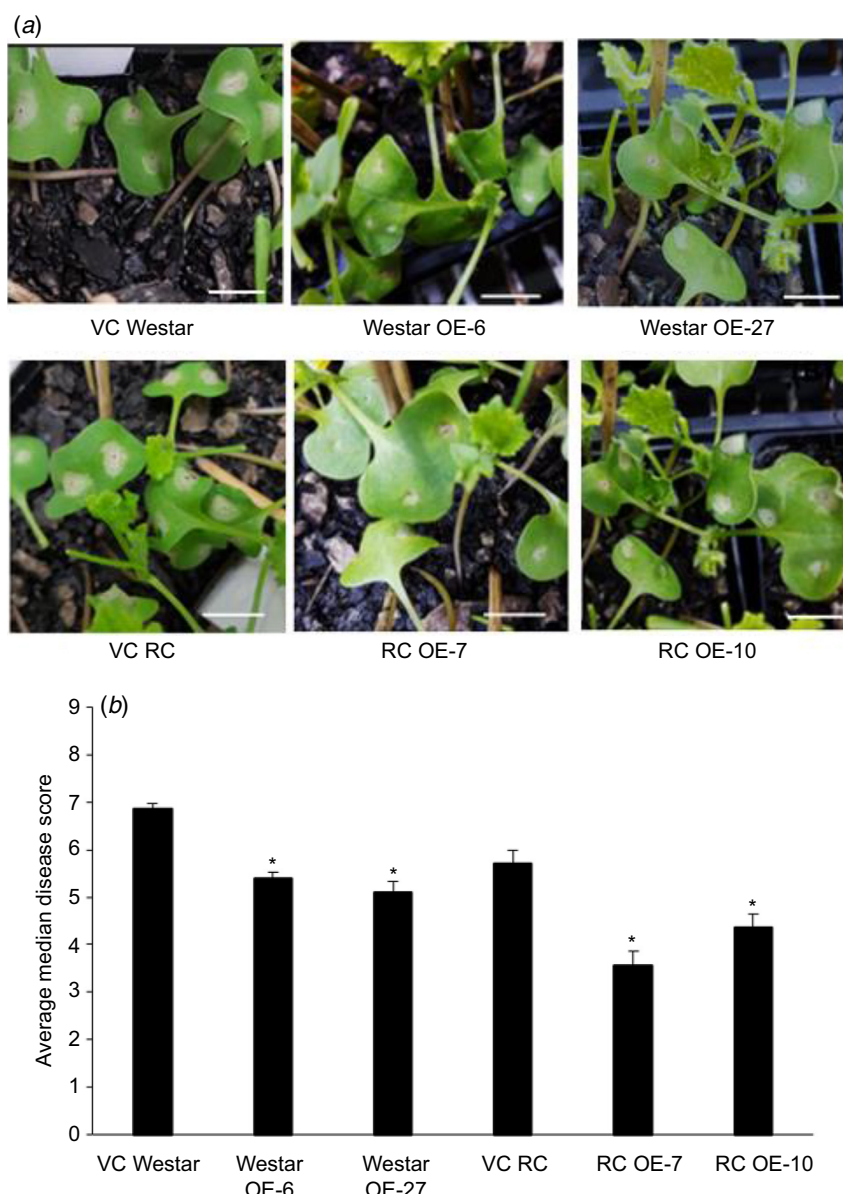 (a)
VC Westar Westar OE-6 Westar OE-27
VC RC RC OE-7 RC OE-10
(b)
Average median disease score
9
8
7
6
5
4
3
2
1
0
* * * *
VC Westar Westar Westar VC RC RC OE-7 RC OE-10
OE-6 OE-27